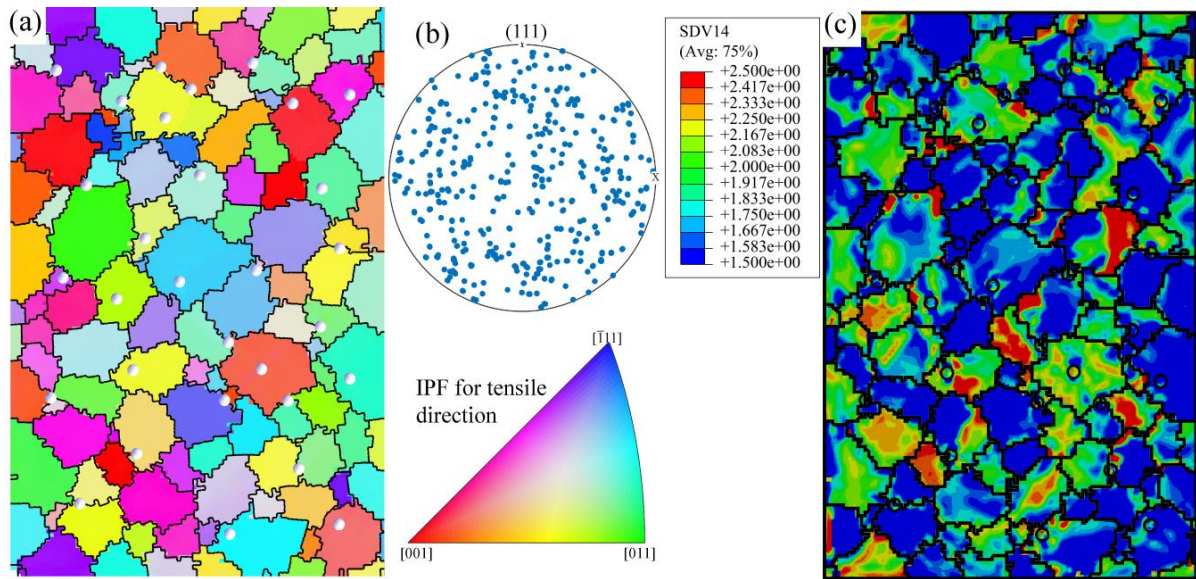 (a)
(b)
(111)
Y
X
SDV14
(Avg: 75%)
+2.500e+00
+2.417e+00
+2.333e+00
+2.250e+00
+2.167e+00
+2.083e+00
+2.000e+00
+1.917e+00
+1.833e+00
+1.750e+00
+1.667e+00
+1.583e+00
+1.500e+00
(c)
[1̅11]
IPF for tensile
direction
[001]
[011]